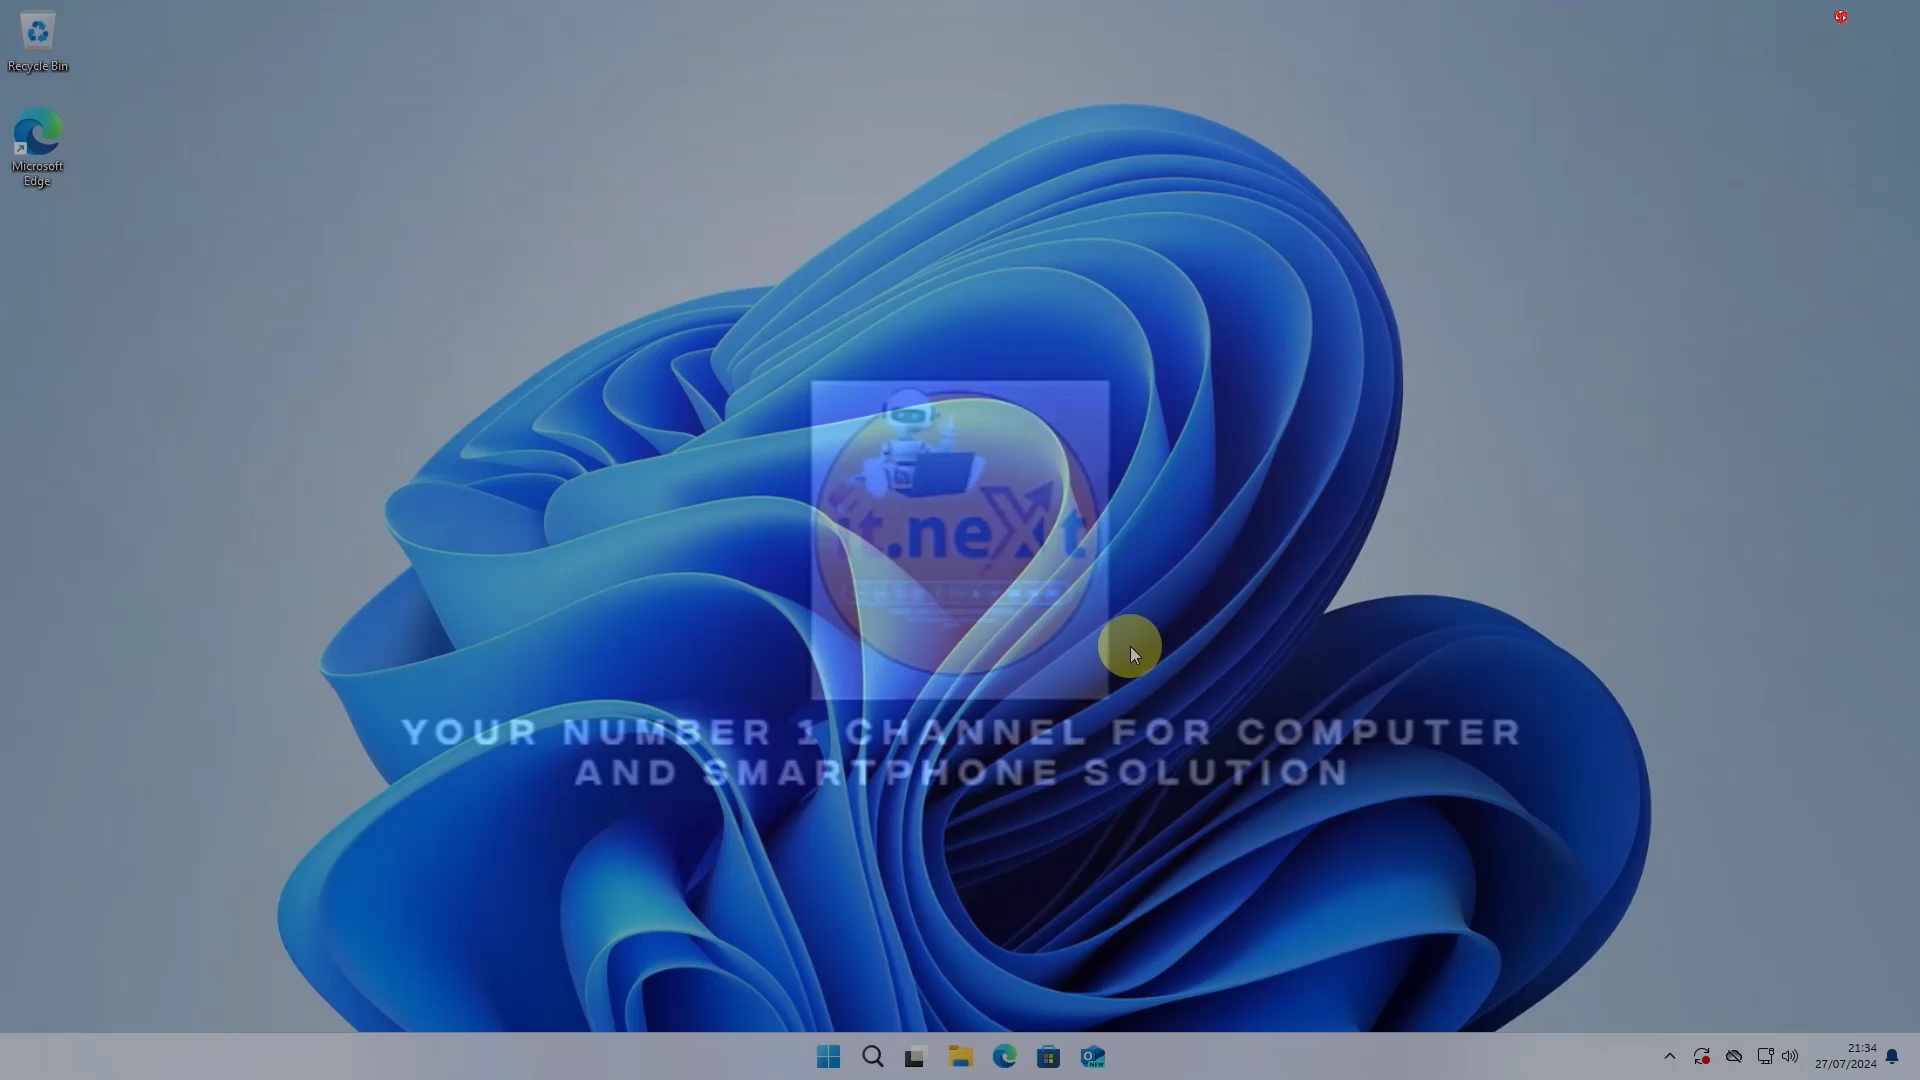 Recycle Bin
Microsoft
Edge
it.neXt
YOUR NUMBER 1 CHANNEL FOR COMPUTER
AND SMARTPHONE SOLUTION
NEW
21:34
27/07/2024